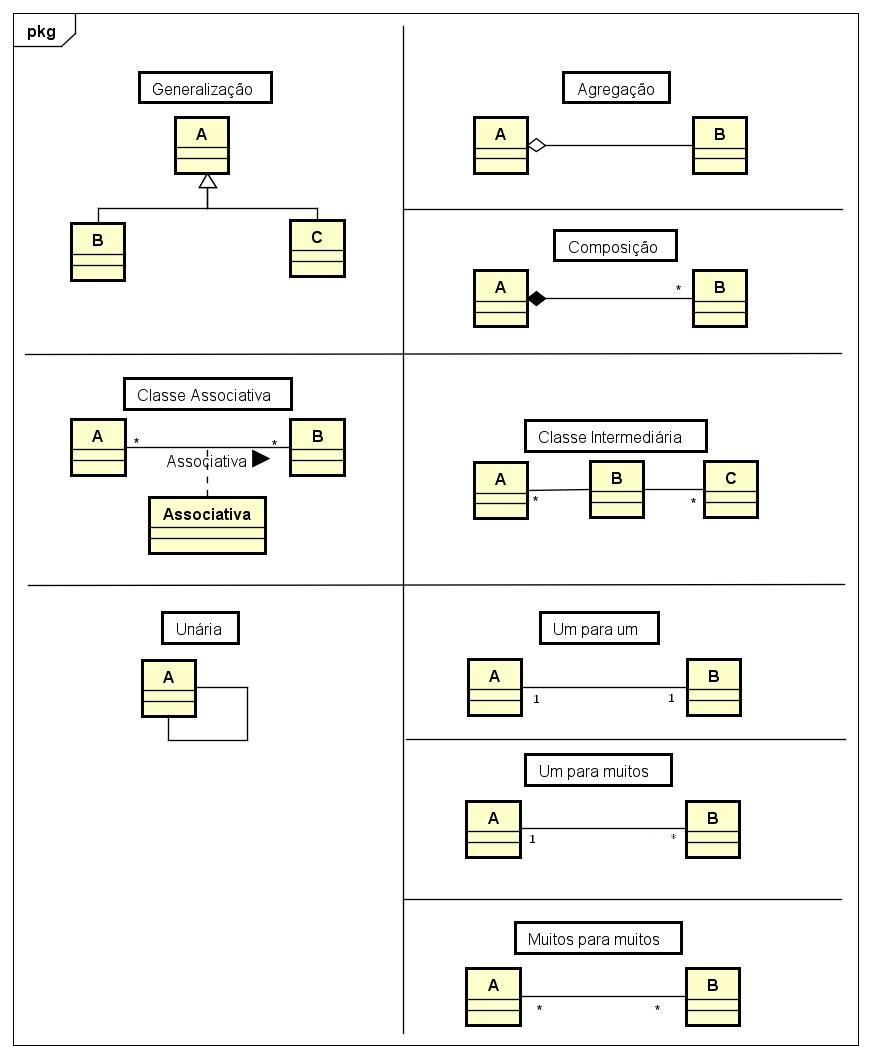 pkg
Generalização
A
B
C
Agregação
A
B
Composição
A
*
B
Classe Associativa
A
*
*
B
Associativa
Associativa
Classe Intermediária
A
*
B
*
C
Unária
A
Um para um
A
1
1
B
Um para muitos
A
1
*
B
Muitos para muitos
A
*
*
B